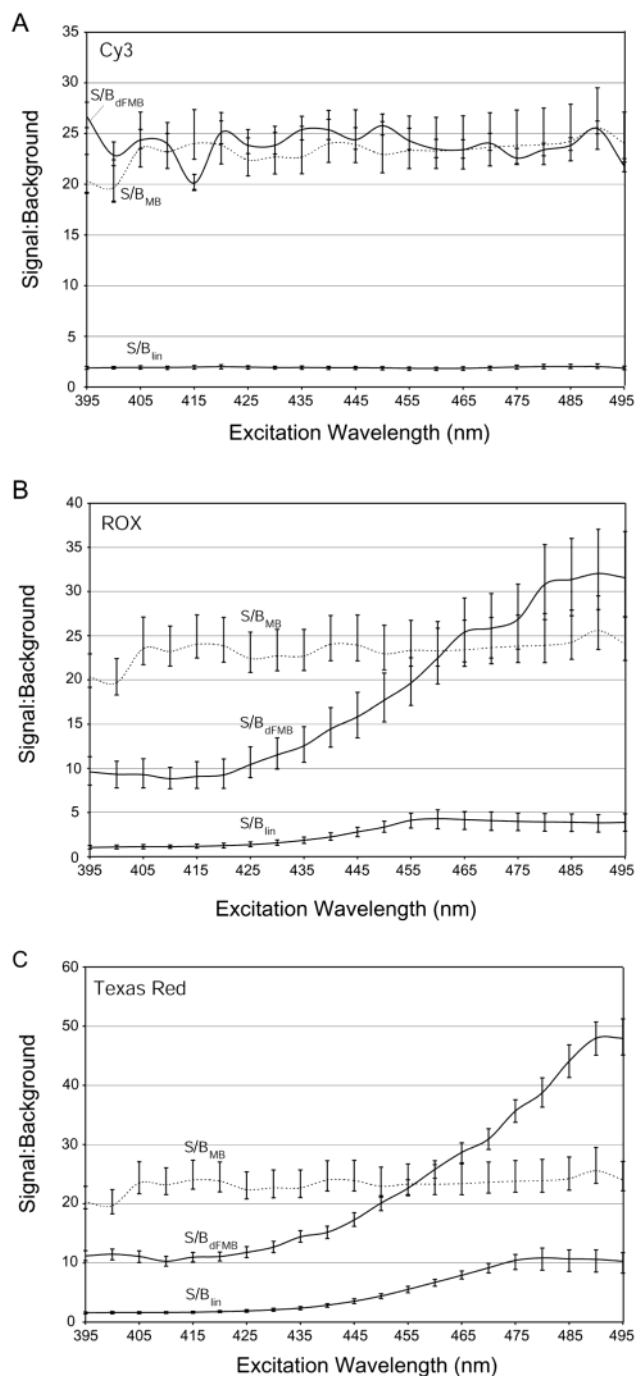 A
Cy3
35
30
25
20
15
10
5
0
S/BdFMB
S/BMB
S/Blin
Signal:Background
395 405 415 425 435 445 455 465 475 485 495
Excitation Wavelength (nm)
B
ROX
40
35
30
25
20
15
10
5
0
S/BMB
S/BdFMB
S/Blin
Signal:Background
395 405 415 425 435 445 455 465 475 485 495
Excitation Wavelength (nm)
C
Texas Red
60
50
40
30
20
10
0
S/BMB
S/BdFMB
S/Blin
Signal:Background
395 405 415 425 435 445 455 465 475 485 495
Excitation Wavelength (nm)